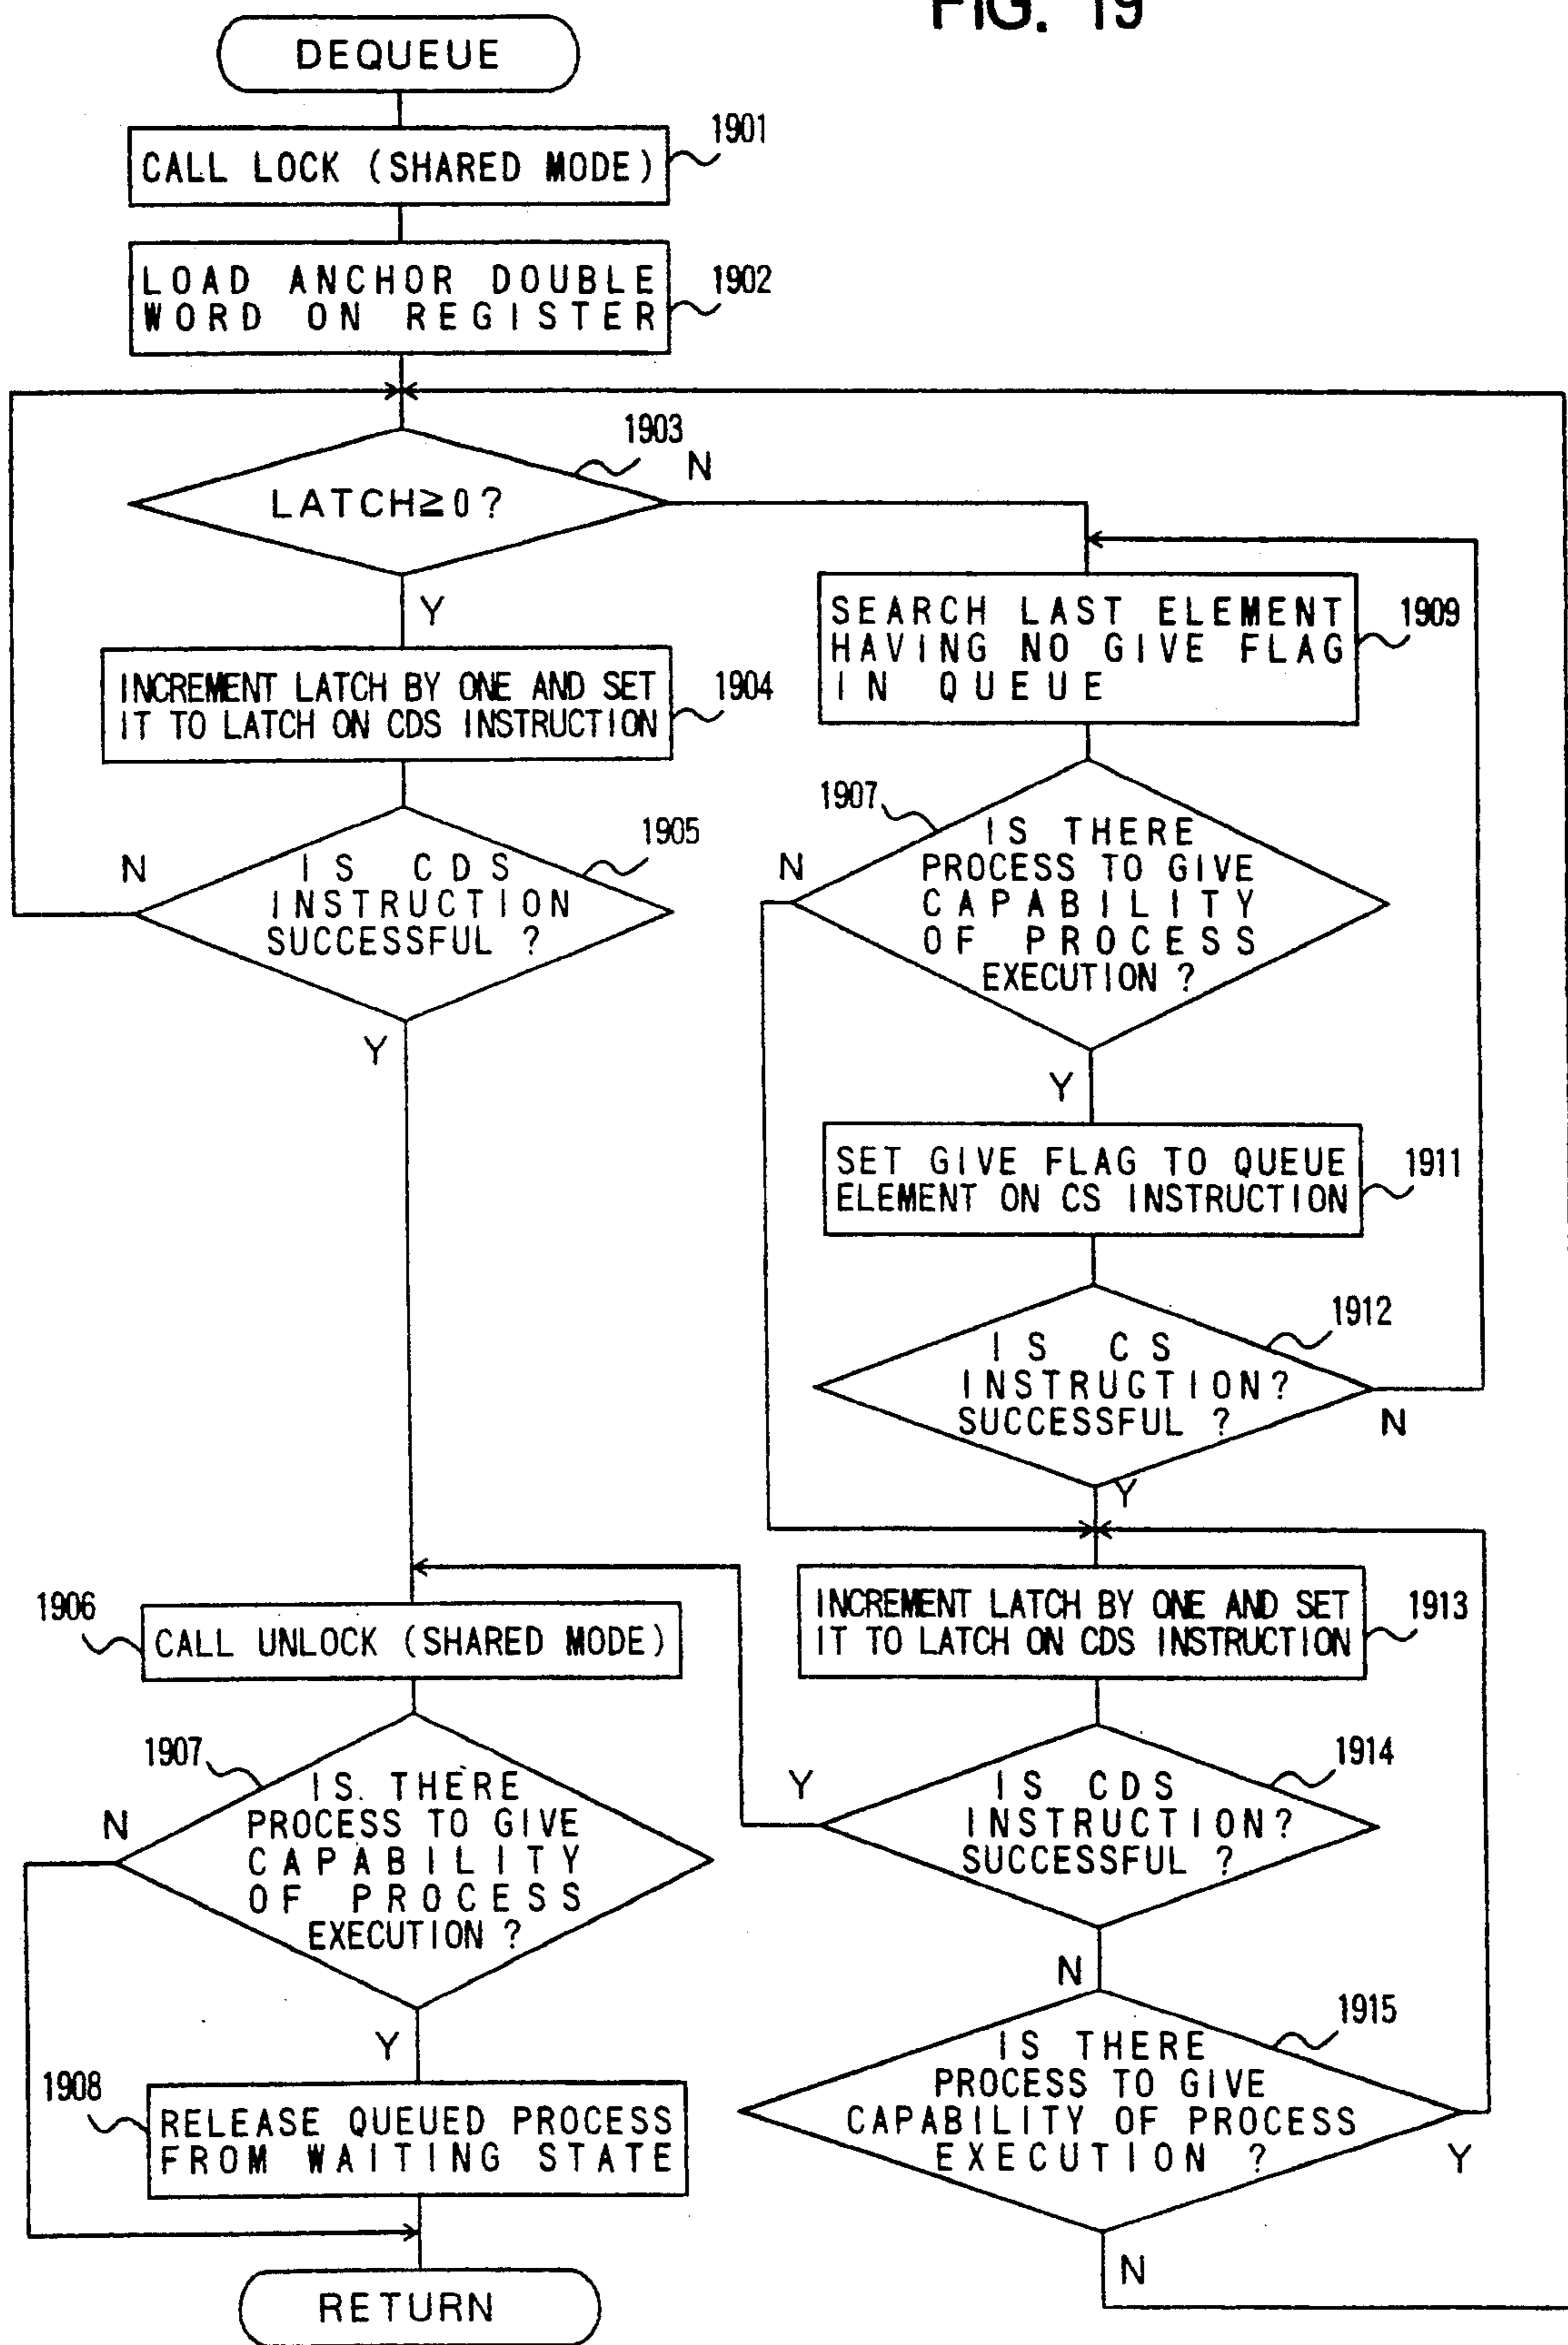 FIG. 19
DEQUEUE
1901
CALL LOCK (SHARED MODE)
LOAD ANCHOR DOUBLE
WORD ON REGISTER
1902
1903
N
LATCH≧0?
Y
INCREMENT LATCH BY ONE AND SET
IT TO LATCH ON CDS INSTRUCTION
1904
1905
N
IS CDS
INSTRUCTION
SUCCESSFUL ?
Y
SEARCH LAST ELEMENT
HAVING NO GIVE FLAG
IN QUEUE
1909
1907
N
IS THERE
PROCESS TO GIVE
CAPABILITY
OF PROCESS
EXECUTION ?
Y
SET GIVE FLAG TO QUEUE
ELEMENT ON CS INSTRUCTION
1911
1912
IS CS
INSTRUCTION?
SUCCESSFUL ?
N
Y
1906
CALL UNLOCK (SHARED MODE)
INCREMENT LATCH BY ONE AND SET
IT TO LATCH ON CDS INSTRUCTION
1913
1907
N
IS THERE
PROCESS TO GIVE
CAPABILITY
OF PROCESS
EXECUTION ?
Y
1914
Y
IS CDS
INSTRUCTION?
SUCCESSFUL ?
N
1908
RELEASE QUEUED PROCESS
FROM WAITING STATE
1915
IS THERE
PROCESS TO GIVE
CAPABILITY OF PROCESS
EXECUTION ?
Y
N
RETURN